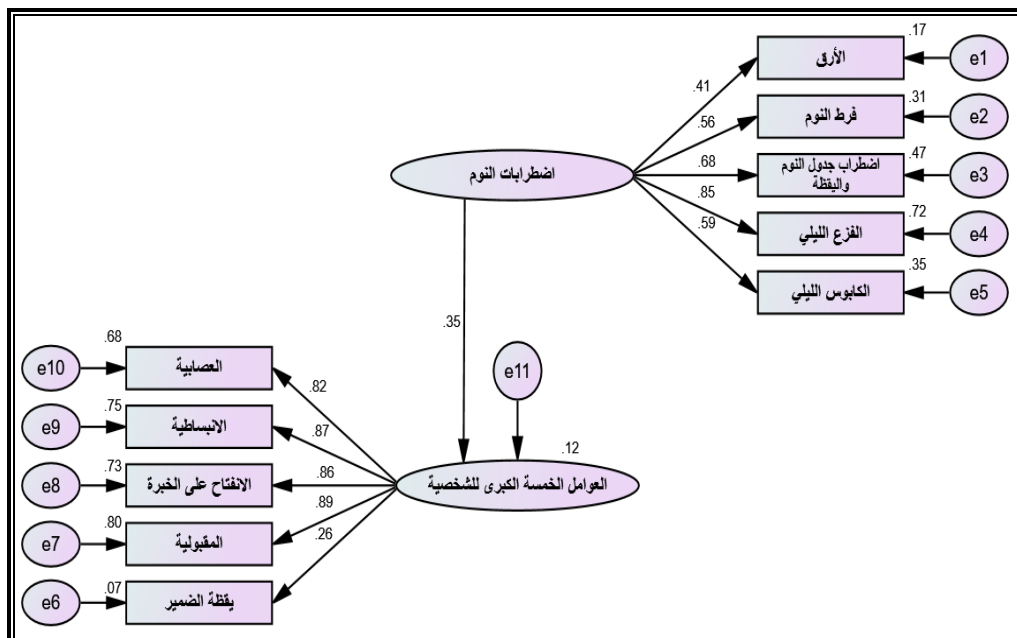 .17
الأرق
e1
.41
.31
فرط النوم
e2
.56
.47
اضطراب جدول النوم
واليقظة
e3
.68
اضطرابات النوم
.85
.72
الفزع الليلي
e4
.59
.35
الكابوس الليلي
e5
.35
.68
e10
العصابية
e11
.82
.75
e9
الانبساطية
.87
.12
.73
e8
الانفتاح على الخبرة
.86
العوامل الخمسة الكبرى للشخصية
.89
.80
e7
المقبولية
.26
.07
e6
يقظة الضمير